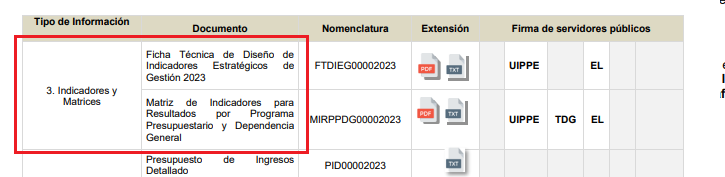 Tipo de Información
Documento
Nomenclatura
Extensión
Firma de servidores públicos
3. Indicadores y
Matrices
Ficha Técnica de Diseño de
Indicadores Estratégicos de
Gestión 2023
FTDIEG00002023
PDF
TXT
UIPPE
EL
Matriz de Indicadores para
Resultados por Programa
Presupuestario y Dependencia
General
MIRPPDG00002023
PDF
TXT
UIPPE
TDG
EL
Presupuesto de Ingresos
Detallado
PID00002023
TXT